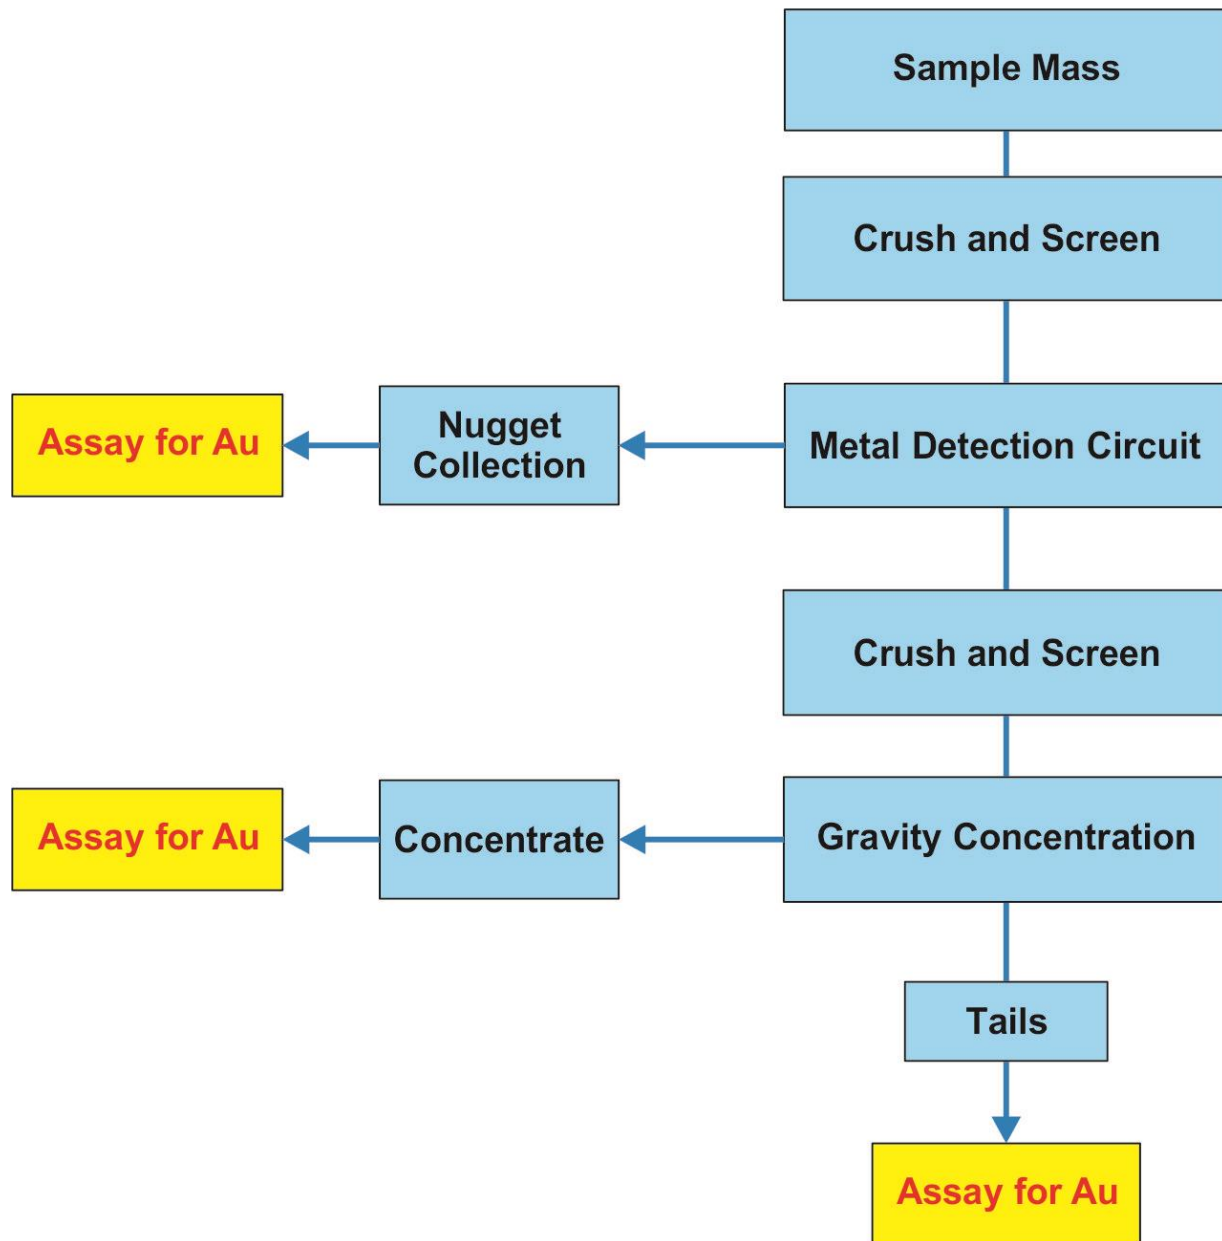 Sample Mass
Crush and Screen
Assay for Au
Nugget
Collection
Metal Detection Circuit
Crush and Screen
Assay for Au
Concentrate
Gravity Concentration
Tails
Assay for Au